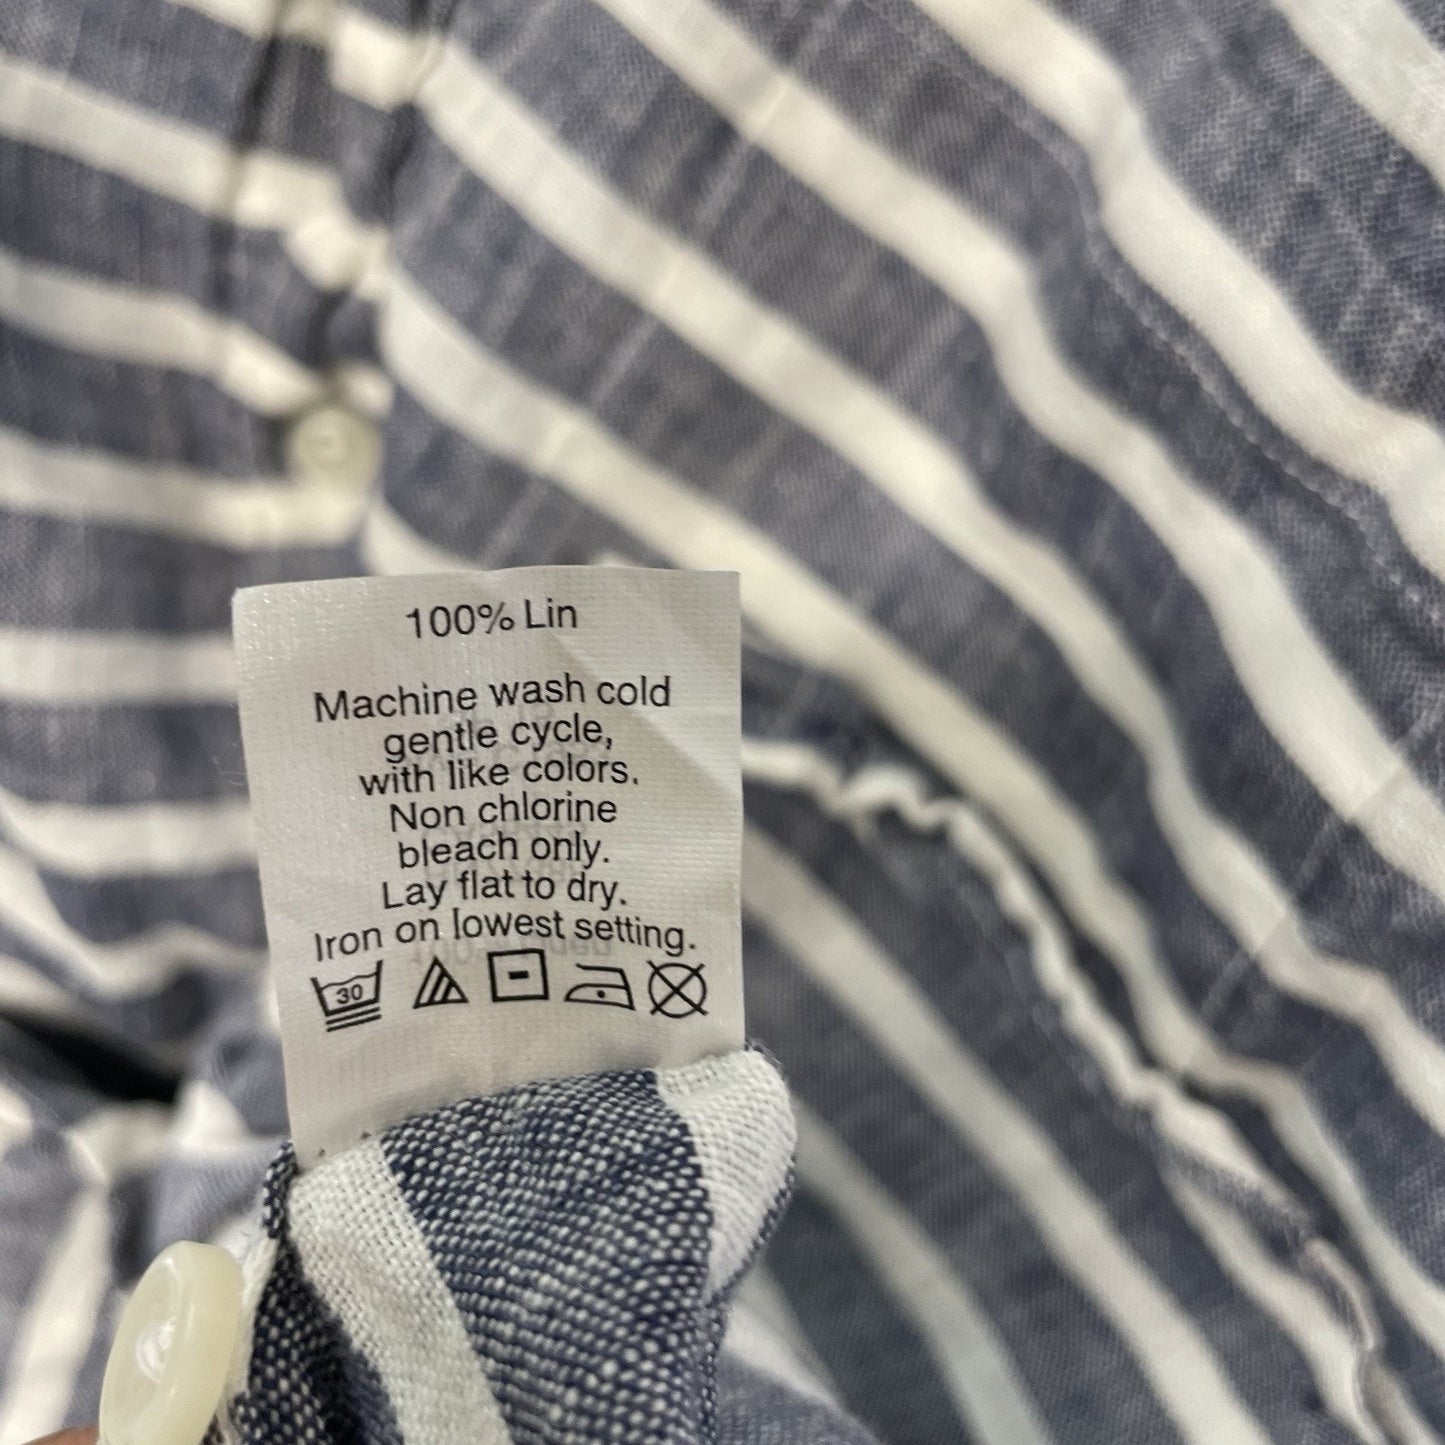 100% Lin
Machine wash cold
gentle cycle,
with like colors.
Non chlorine
bleach only.
Lay flat to dry.
Iron on lowest setting.
30